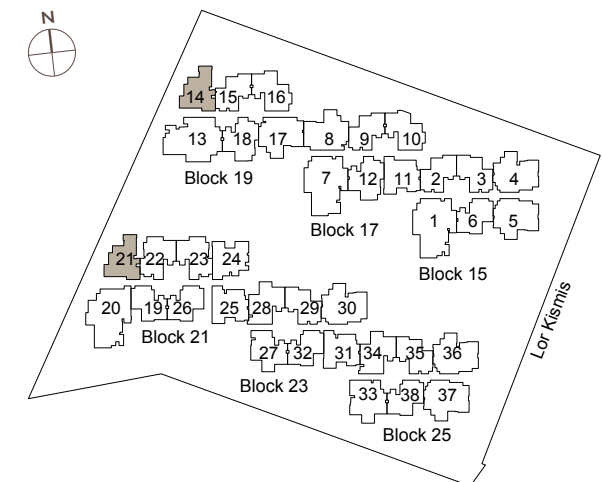 N
14 15 16
13 18 17 8 9 10
Block 19
7 12 11 2 3 4
Block 17
1 6 5
Block 15
21 22 23 24
20 19 26 25 28 29 30
Block 21
27 32 31 34 35 36
Block 23
33 38 37
Block 25
Lor Kismis